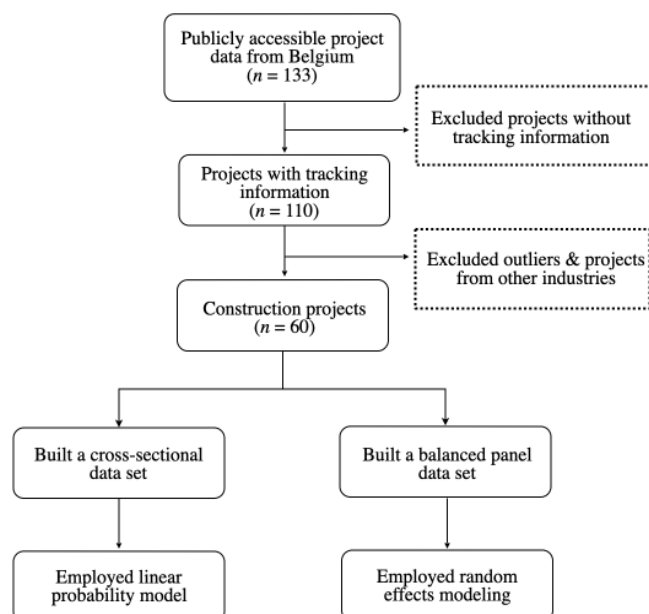 Publicly accessible project
data from Belgium
(n = 133)
Excluded projects without
tracking information
Projects with tracking
information
(n = 110)
Excluded outliers & projects
from other industries
Construction projects
(n = 60)
Built a cross-sectional
data set
Built a balanced panel
data set
Employed linear
probability model
Employed random
effects modeling